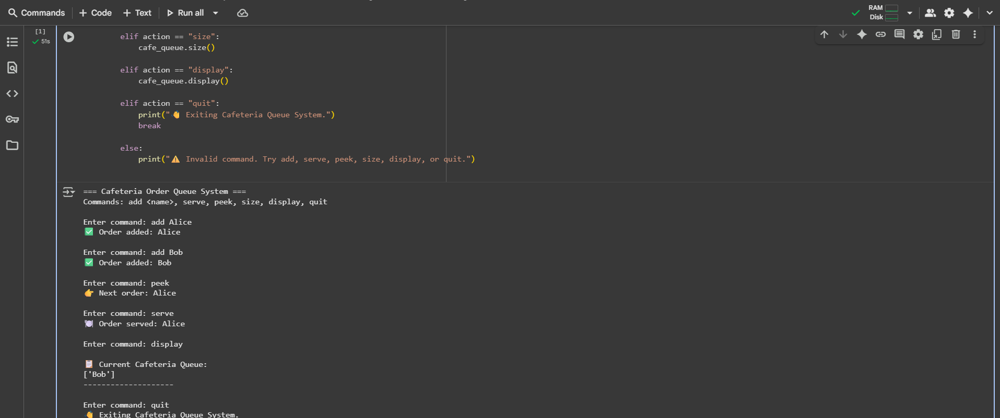 Commands + Code + Text Run all
RAM
Disk
[1]
51s
elif action == "size":
cafe_queue.size()
elif action == "display":
cafe_queue.display()
elif action == "quit":
print("👋 Exiting Cafeteria Queue System.")
break
else:
print("⚠️ Invalid command. Try add, serve, peek, size, display, or quit.")
=== Cafeteria Order Queue System ===
Commands: add <name>, serve, peek, size, display, quit
Enter command: add Alice
✅ Order added: Alice
Enter command: add Bob
✅ Order added: Bob
Enter command: peek
👉 Next order: Alice
Enter command: serve
🍽️ Order served: Alice
Enter command: display
📋 Current Cafeteria Queue:
['Bob']
--------------------
Enter command: quit
👋 Exiting Cafeteria Queue System.